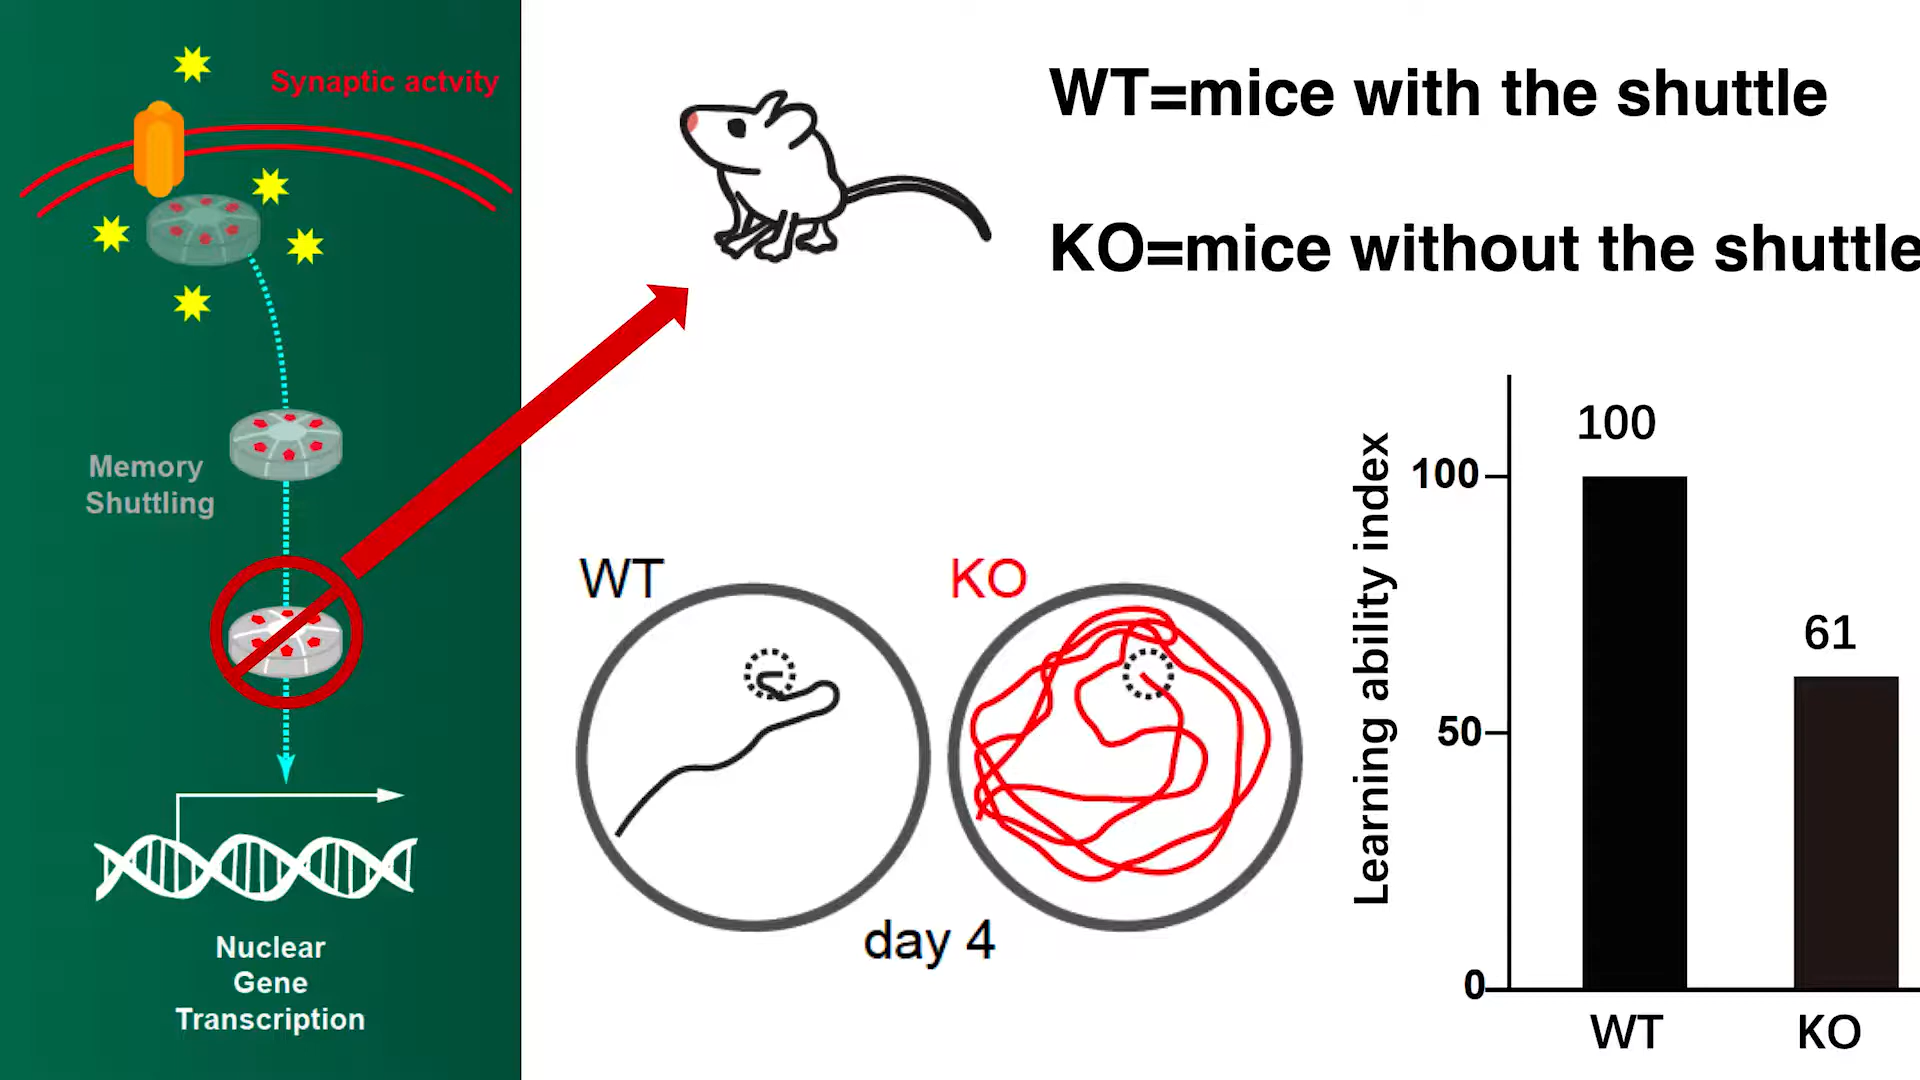 Synaptic actvity
Memory
Shuttling
Nuclear
Gene
Transcription
WT=mice with the shuttle
KO=mice without the shuttle
WT
KO
day 4
Learning ability index
100
50
0
100
61
WT
KO